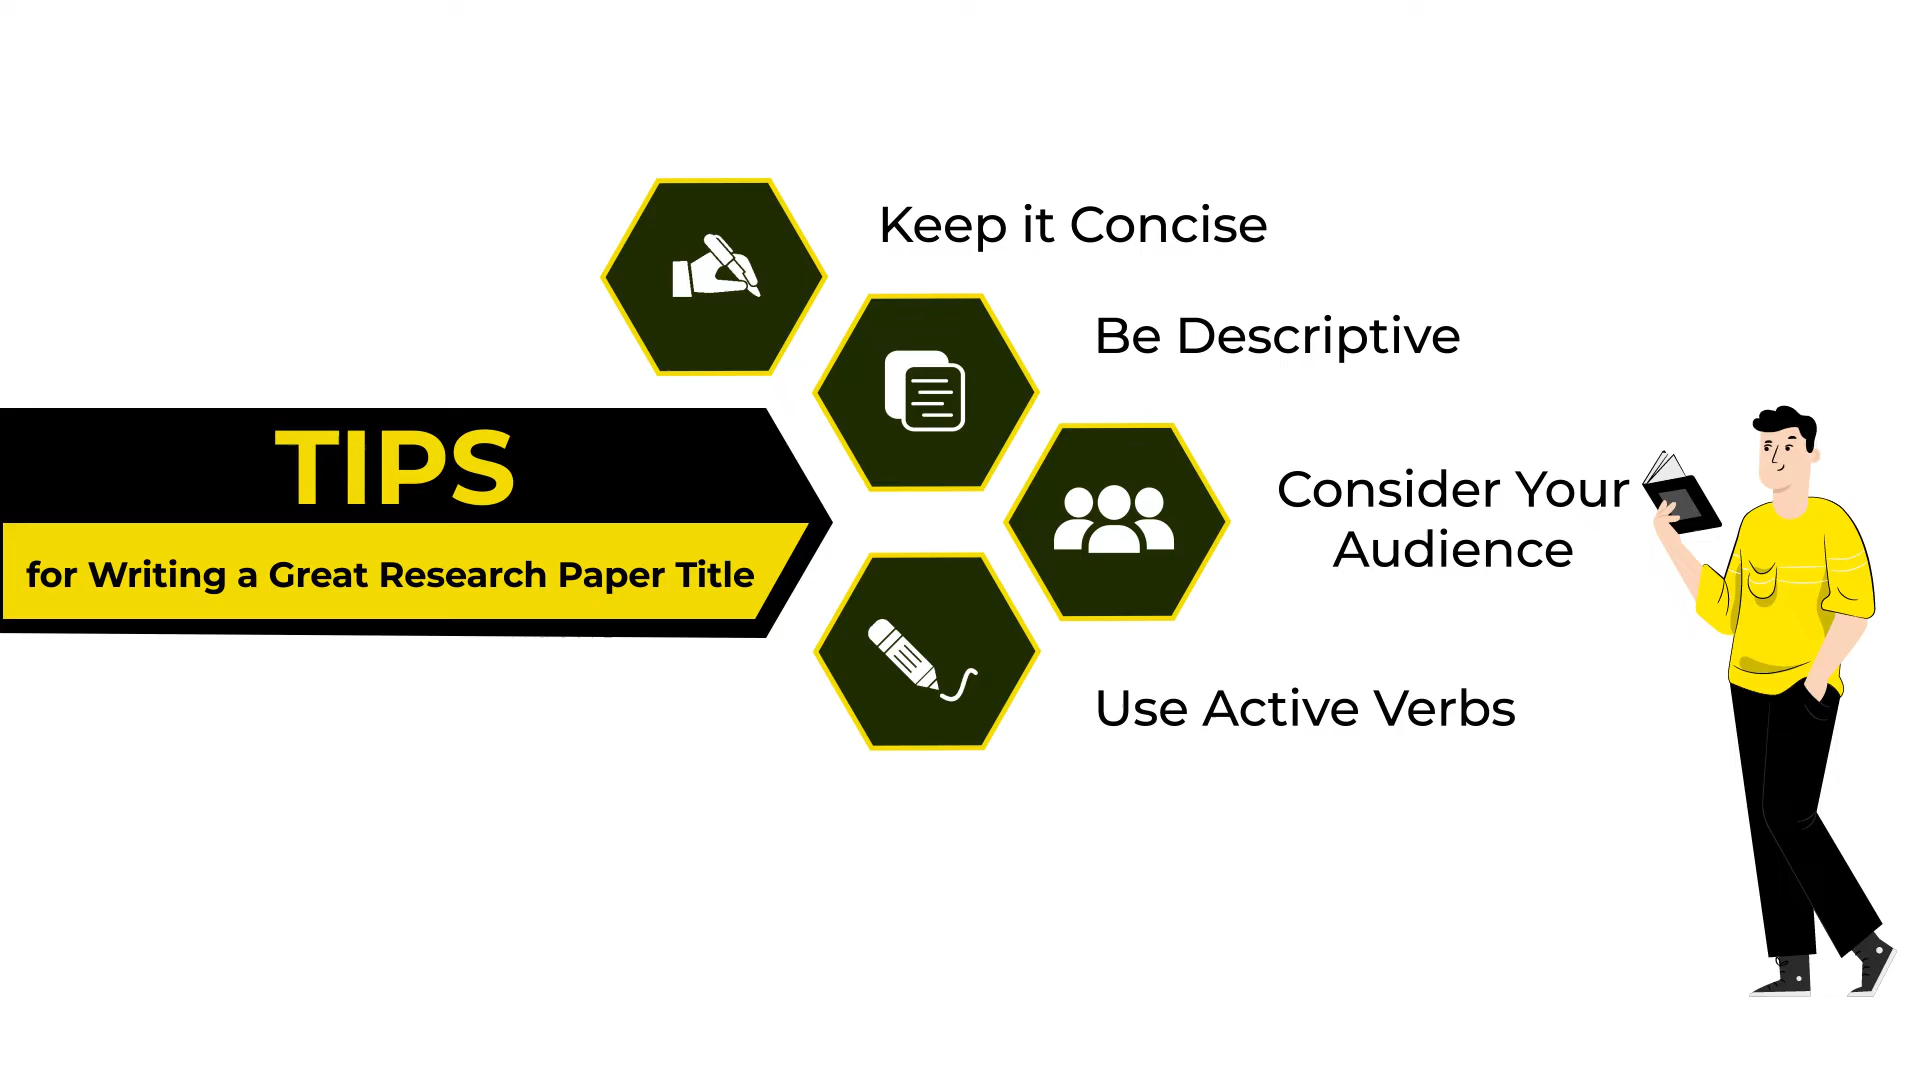 TIPS
for Writing a Great Research Paper Title
Keep it Concise
Be Descriptive
Consider Your
Audience
Use Active Verbs